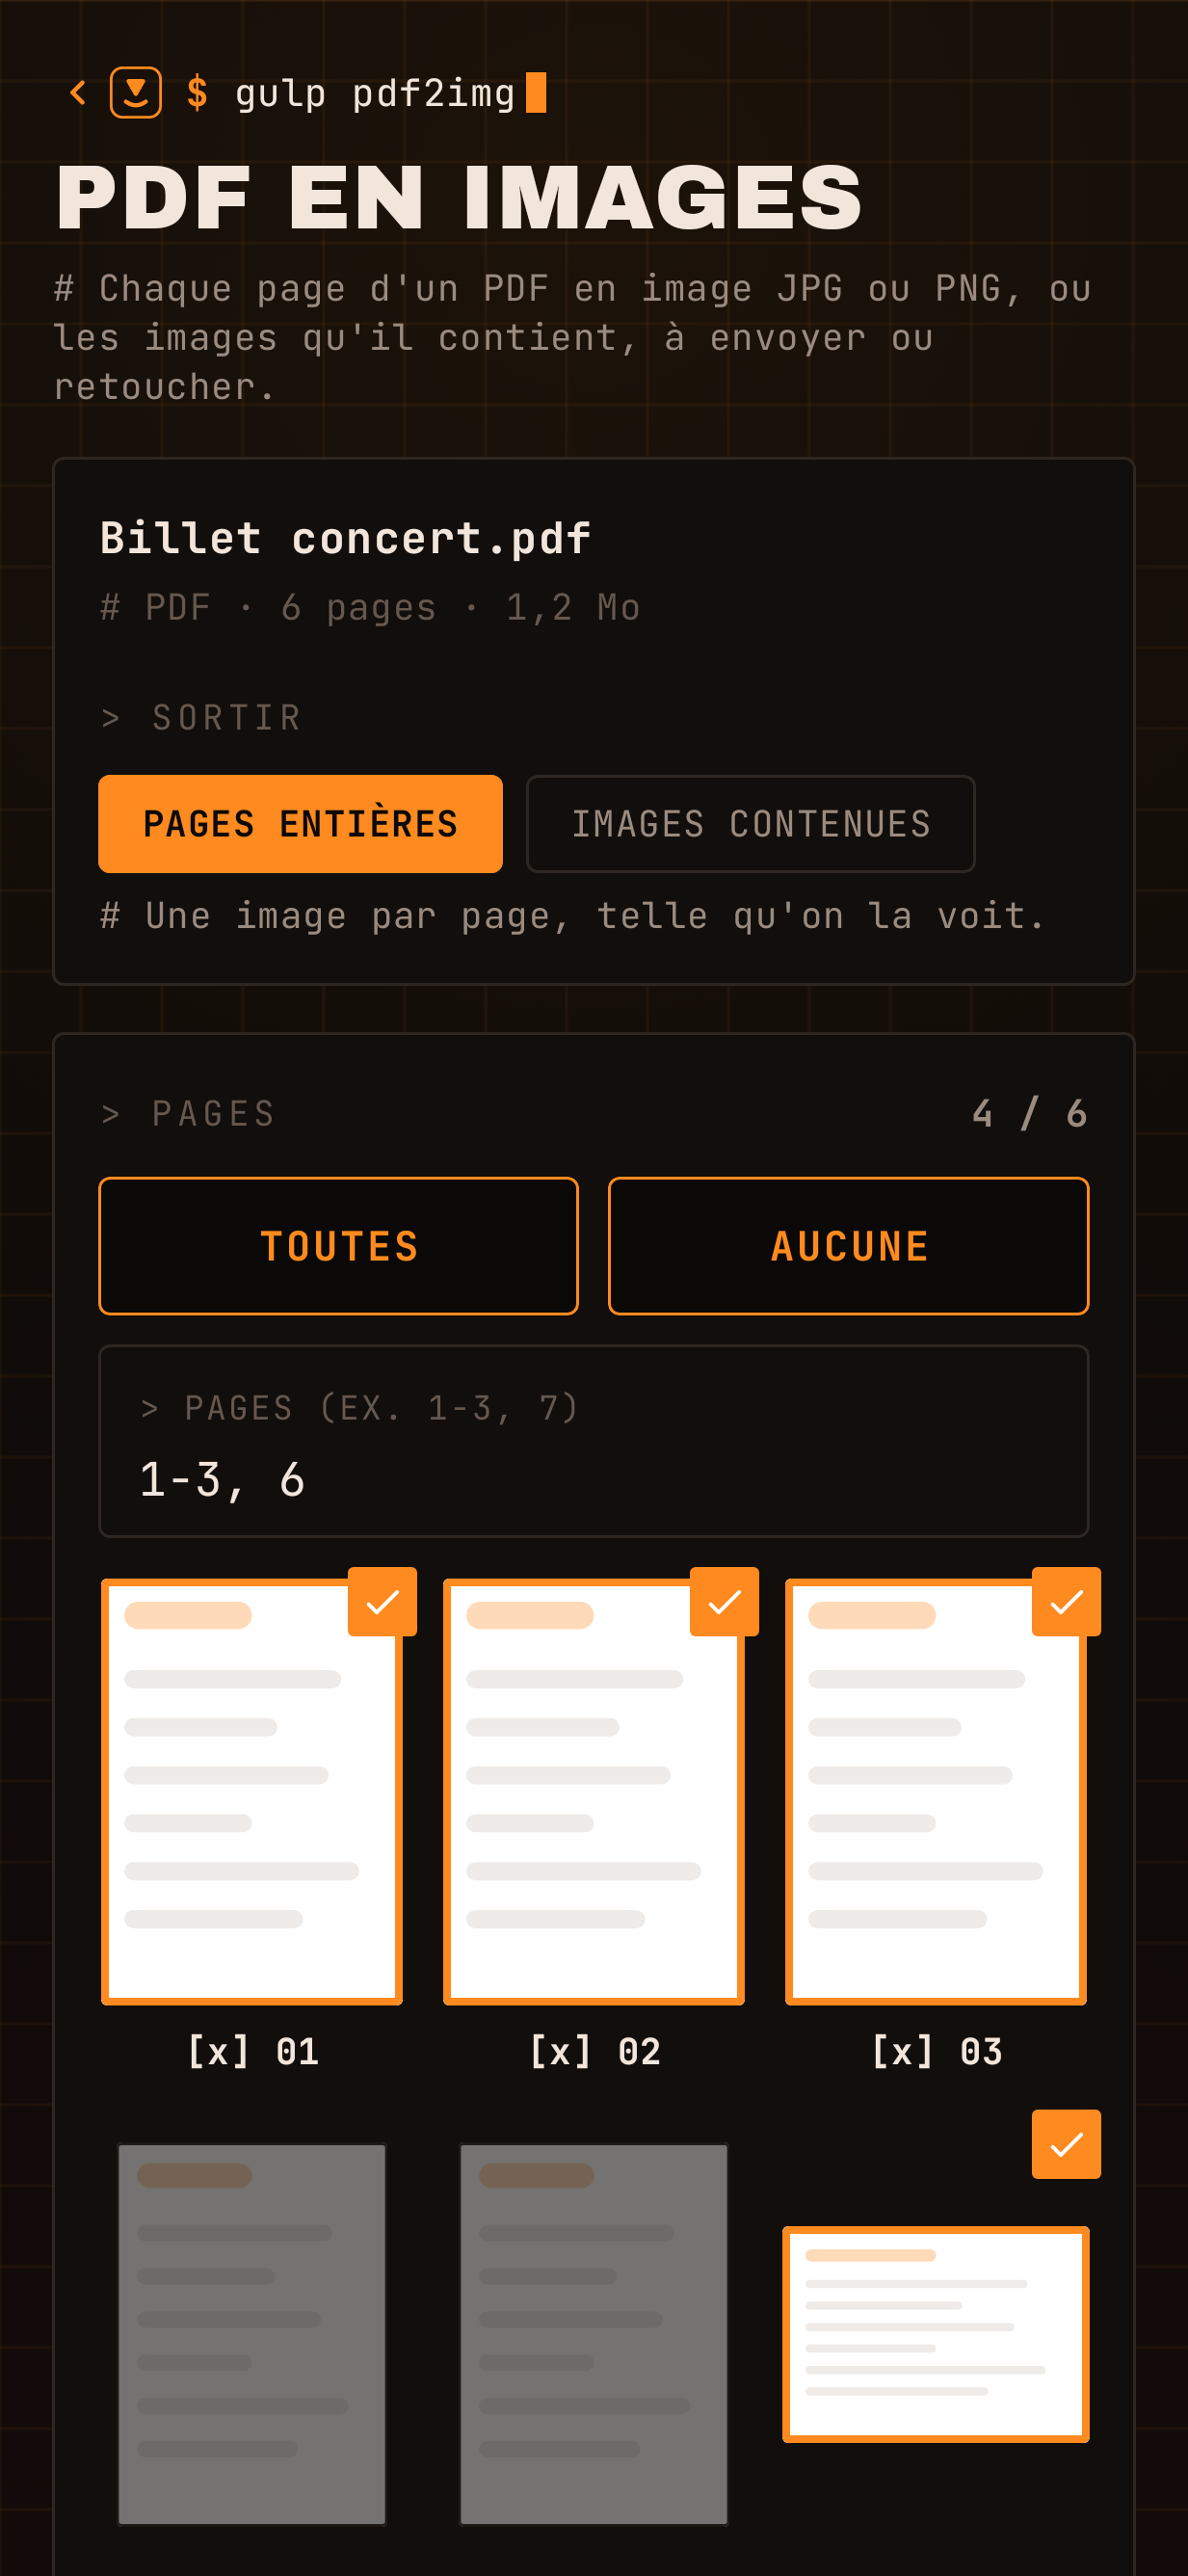 $ gulp pdf2img
PDF EN IMAGES
# Chaque page d'un PDF en image JPG ou PNG, ou
les images qu'il contient, à envoyer ou
retoucher.
Billet concert.pdf
# PDF · 6 pages · 1,2 Mo
> SORTIR
PAGES ENTIÈRES
IMAGES CONTENUES
# Une image par page, telle qu'on la voit.
> PAGES
4 / 6
TOUTES
AUCUNE
> PAGES (EX. 1-3, 7)
1-3, 6
[x] 01
[x] 02
[x] 03